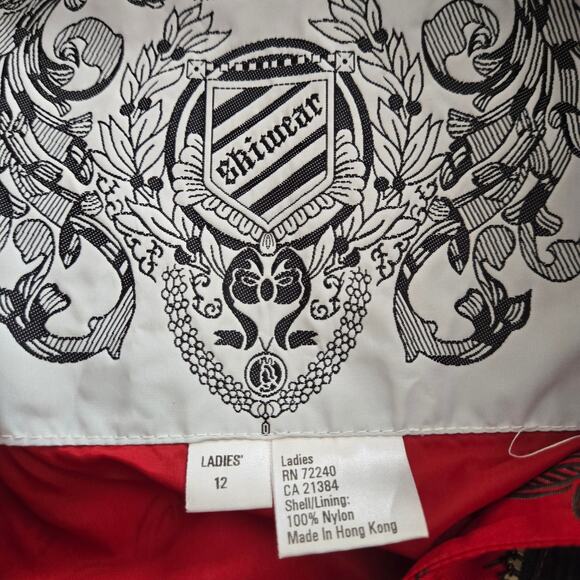 skiwear
LADIES'
12
Ladies
RN 72240
CA 21384
Shell/Lining:
100% Nylon
Made In Hong Kong